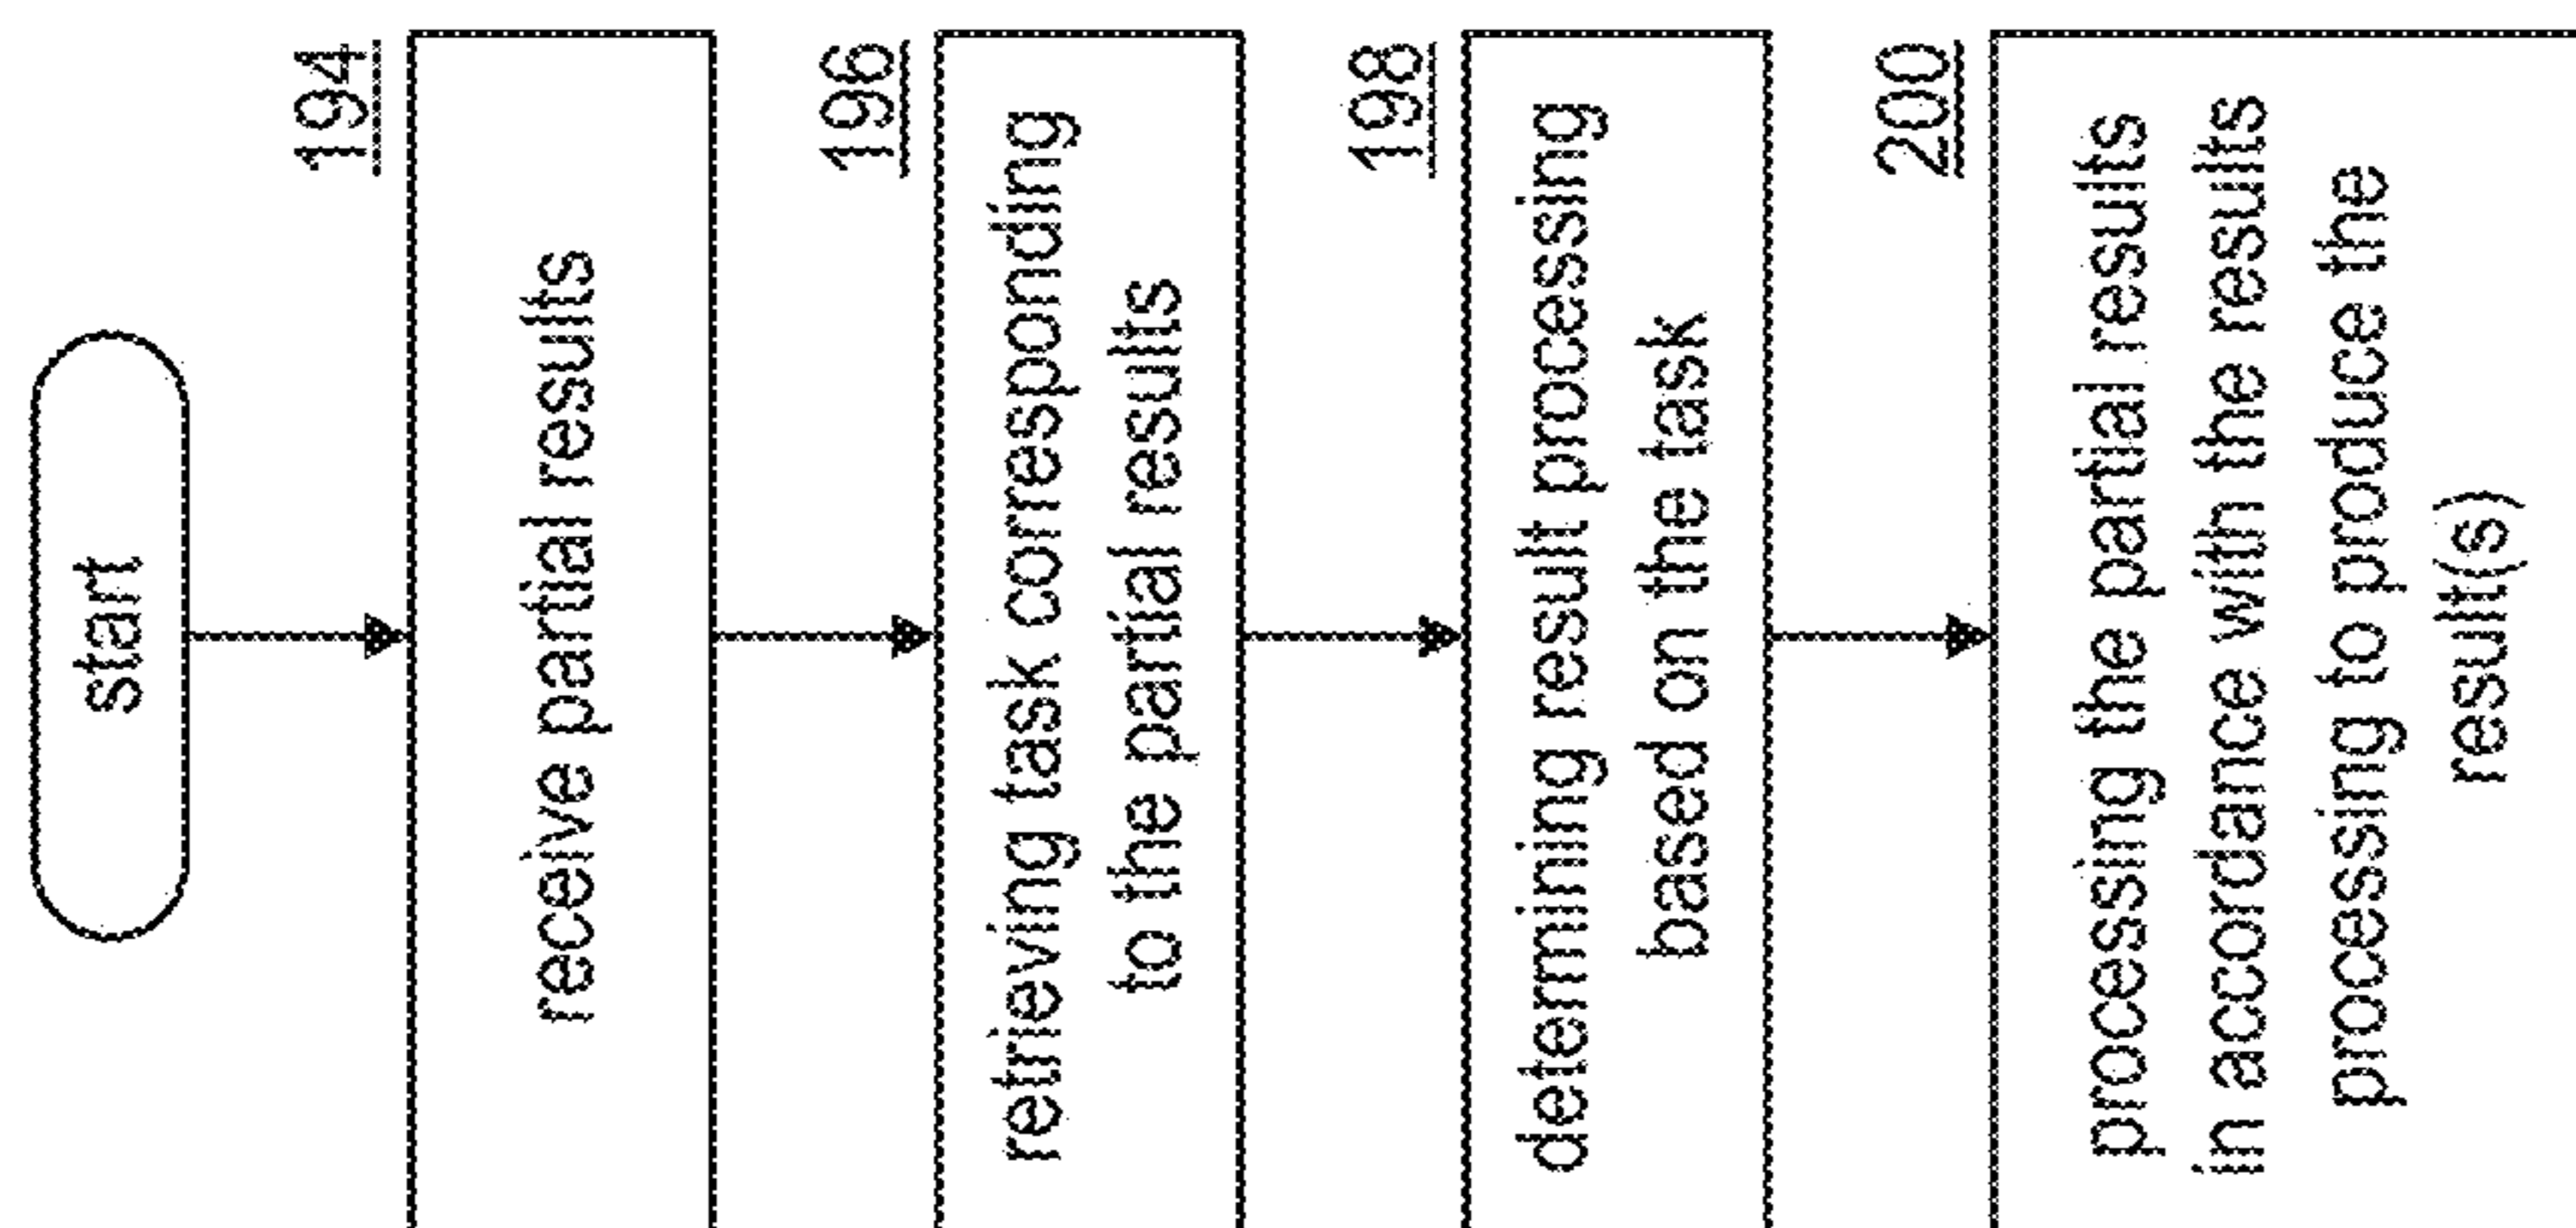 start
194
receive partial results
196
retrieving task corresponding
to the partial results
198
determining result processing
based on the task
200
processing the partial results
in accordance with the results
processing to produce the
result(s)